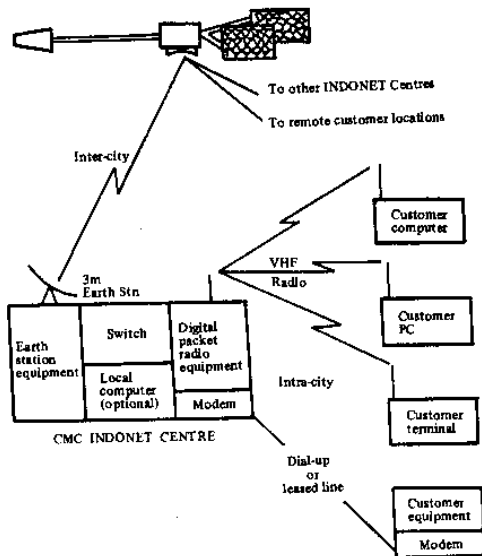 To other INDONET Centres
To remote customer locations
Inter-city
3m
Earth Stn
VHF
Radio
Customer
computer
Customer
PC
Earth
station
equipment
Switch
Digital
packet
radio
equipment
Local
computer
(optional)
Modem
Intra-city
Customer
terminal
CMC INDONET CENTRE
Dial-up
or
leased line
Customer
equipment
Modem